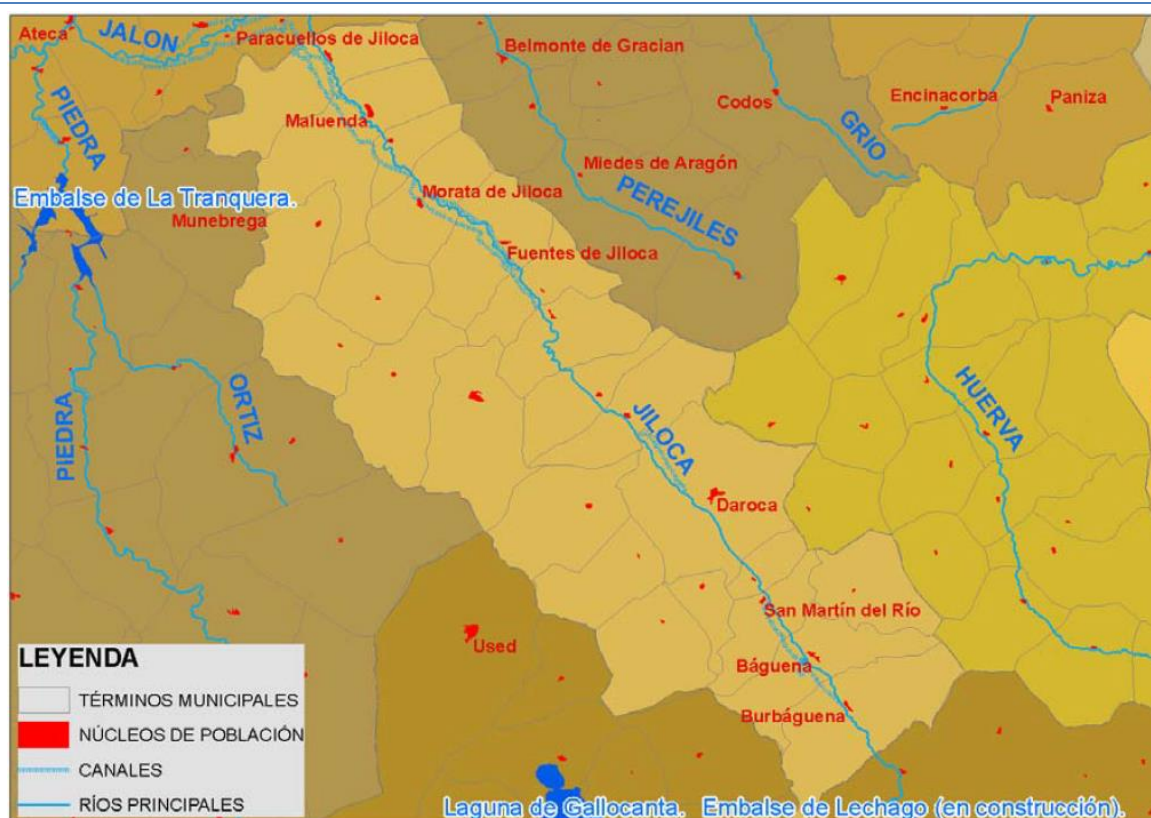 Ateca
JALON
Paracuellos de Jiloca
Belmonte de Gracian
PIEDRA
Maluenda
Codos
Encinacorba
Paniza
GRIO
Miedes de Aragón
Embalse de La Tranquera.
Munebrega
Morata de Jiloca
PEREJILES
Fuentes de Jiloca
ORTIZ
HUERVA
PIEDRA
JILOCA
Daroca
San Martín del Río
Used
Báguena
Burbáguena
LEYENDA
TÉRMINOS MUNICIPALES
NÚCLEOS DE POBLACIÓN
CANALES
RÍOS PRINCIPALES
Laguna de Gallocanta. Embalse de Lechago (en construcción).